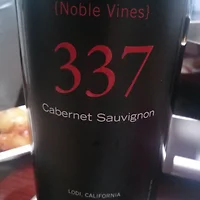 (Noble Vines)
337
Cabernet Sauvignon
LODI, CALIFORNIA